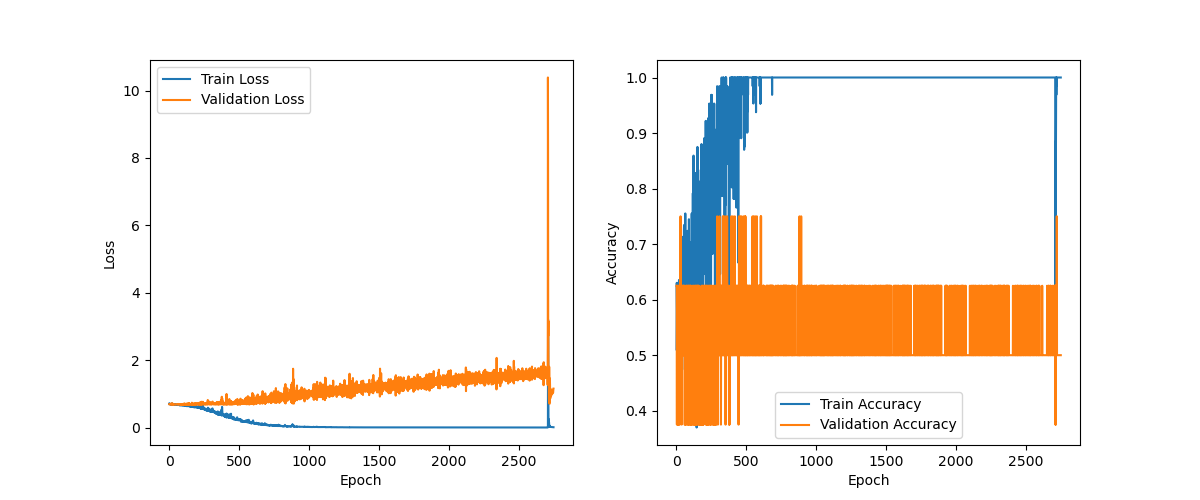 Train Loss
Validation Loss
10
8
6
4
2
0
Loss
0 500 1000 1500 2000 2500
Epoch
1.0
0.9
0.8
0.7
0.6
0.5
0.4
Accuracy
Train Accuracy
Validation Accuracy
0 500 1000 1500 2000 2500
Epoch